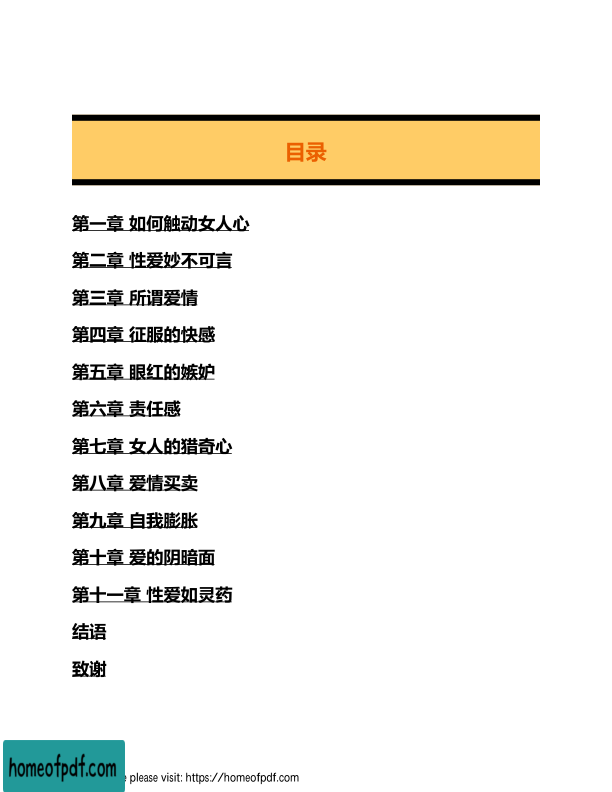 目录
第一章 如何触动女人心
第二章 性爱妙不可言
第三章 所谓爱情
第四章 征服的快感
第五章 眼红的嫉妒
第六章 责任感
第七章 女人的猎奇心
第八章 爱情买卖
第九章 自我膨胀
第十章 爱的阴暗面
第十一章 性爱如灵药
结语
致谢
homeofpdf.com
please visit: https://homeofpdf.com